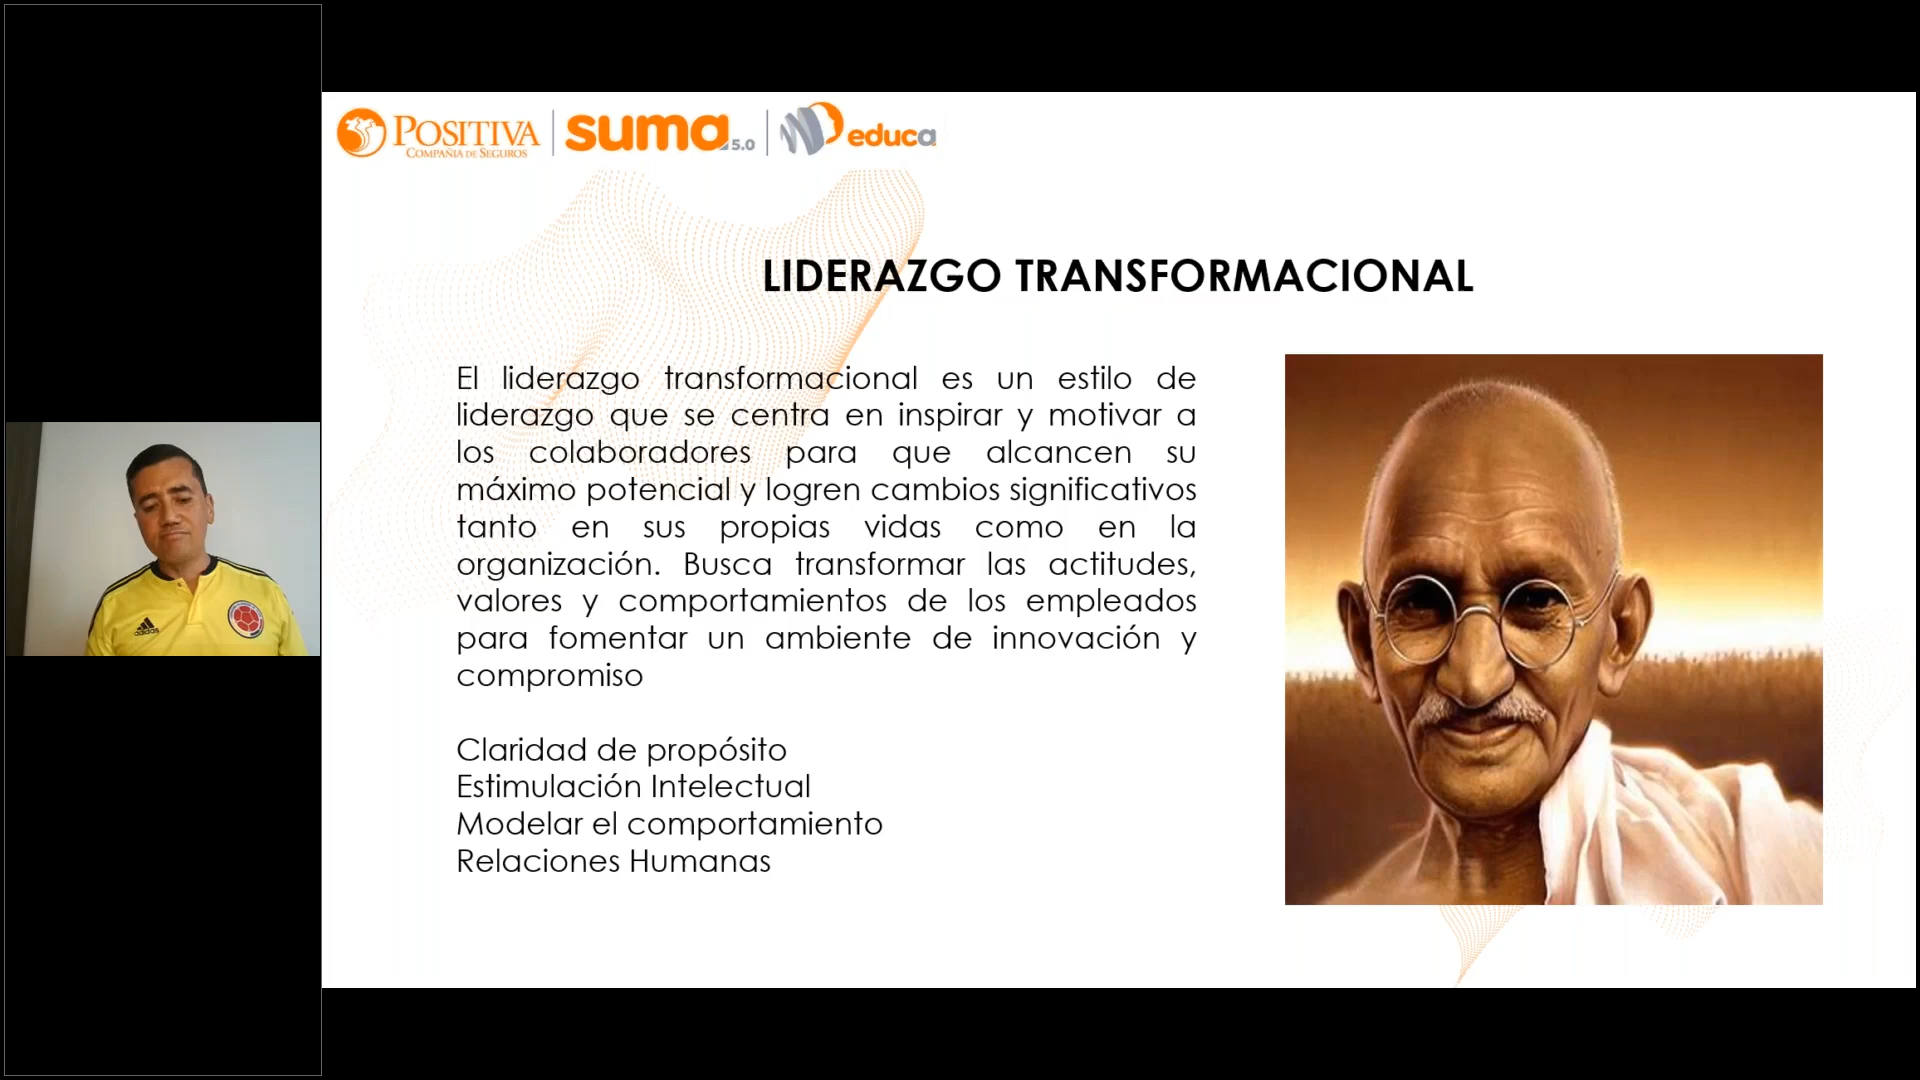 POSITIVA
COMPAÑIA DE SEGUROS
suma 5.0
educa
LIDERAZGO TRANSFORMACIONAL
El liderazgo transformacional es un estilo de
liderazgo que se centra en inspirar y motivar a
los colaboradores para que alcancen su
máximo potencial y logren cambios significativos
tanto en sus propias vidas como en la
organización. Busca transformar las actitudes,
valores y comportamientos de los empleados
para fomentar un ambiente de innovación y
compromiso
Claridad de propósito
Estimulación Intelectual
Modelar el comportamiento
Relaciones Humanas
adidas